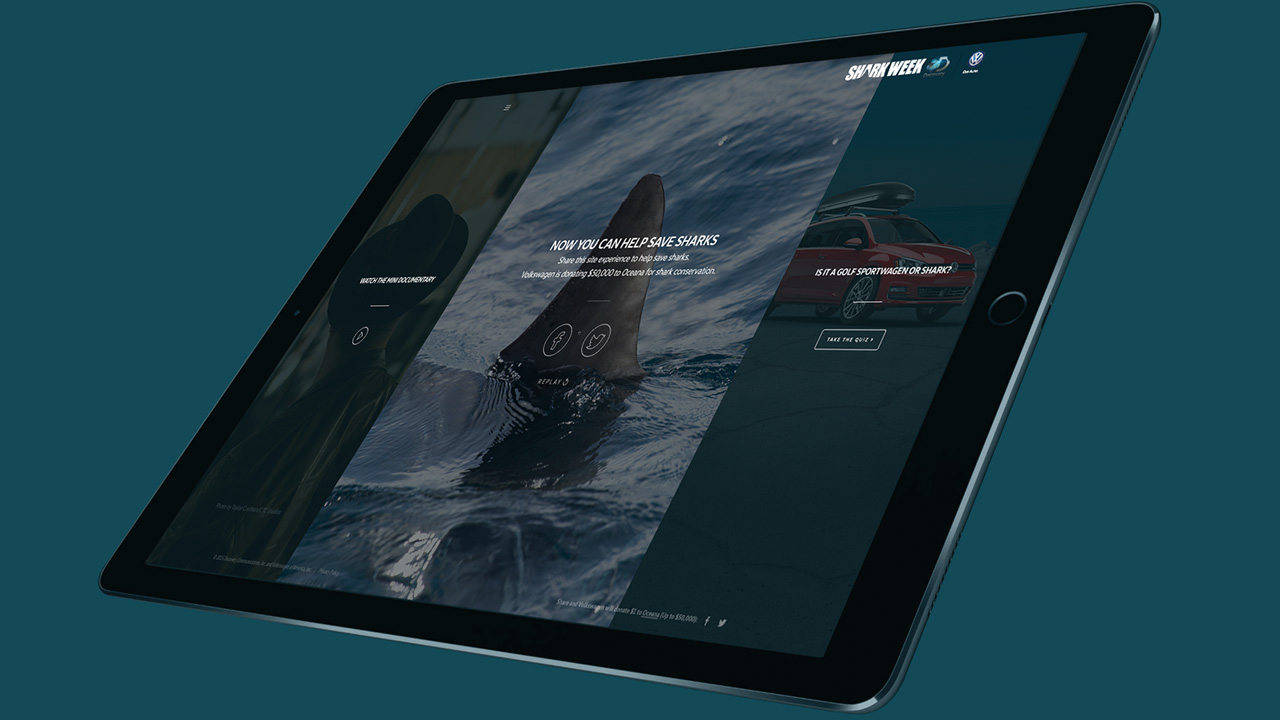 SHARK WEEK
Das Auto.
WATCH THE MINI DOCUMENTARY
NOW YOU CAN HELP SAVE SHARKS
Share this site experience to help save sharks.
Volkswagen is donating $50,000 to Oceana for shark conservation.
REPLAY
IS IT A GOLF SPORTWAGEN OR SHARK?
TAKE THE QUIZ >
Share and Volkswagen will donate $1 to Oceana (Up to $50,000)